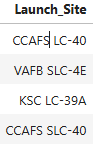 Launch_Site
CCAFS LC-40
VAFB SLC-4E
KSC LC-39A
CCAFS SLC-40